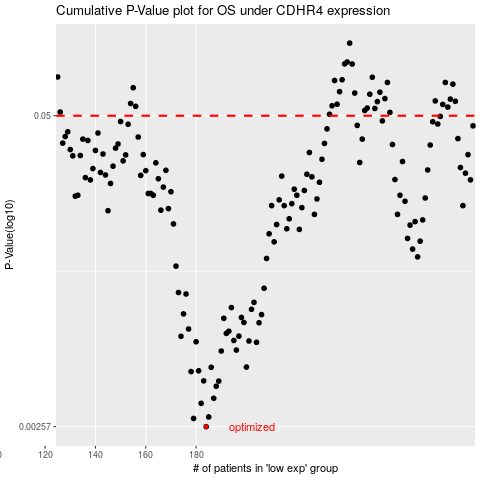 Cumulative P-Value plot for OS under CDHR4 expression
P-Value(log10)
0.05
0.00257
optimized
0 120 140 160 180
# of patients in 'low exp' group